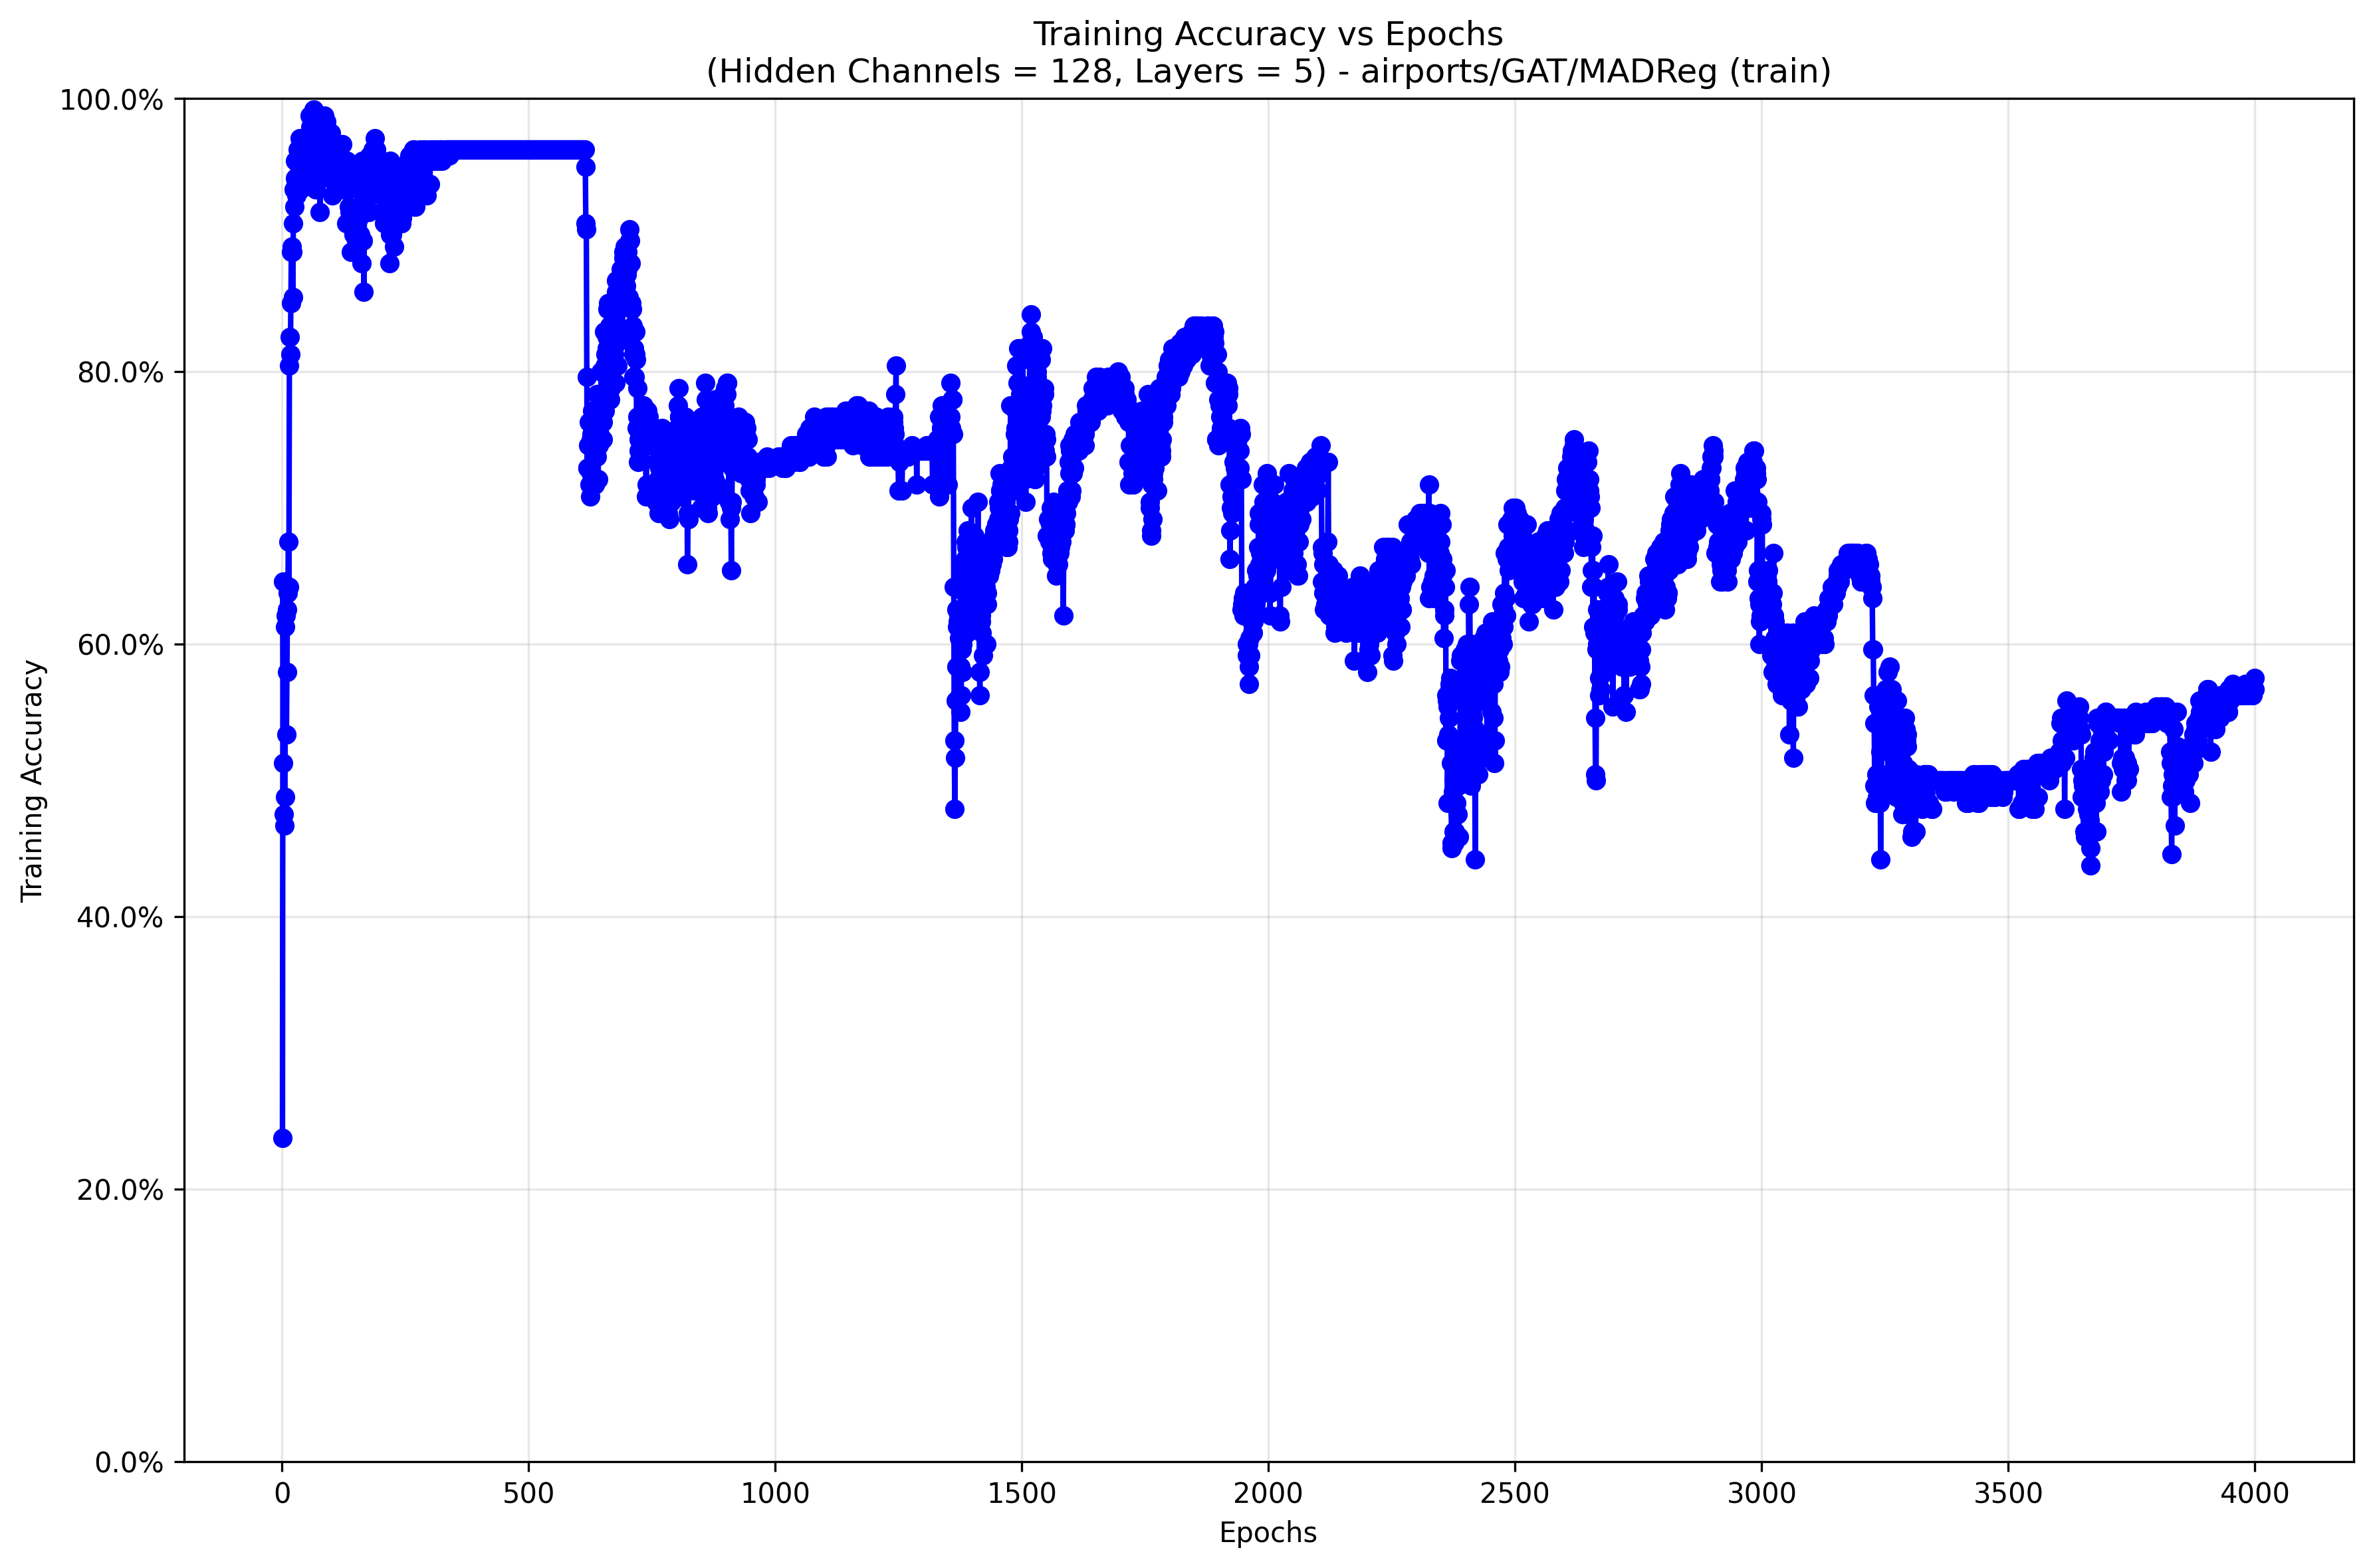 Training Accuracy vs Epochs
(Hidden Channels = 128, Layers = 5) - airports/GAT/MADReg (train)
100.0%
80.0%
60.0%
40.0%
20.0%
0.0%
Training Accuracy
0 500 1000 1500 2000 2500 3000 3500 4000
Epochs